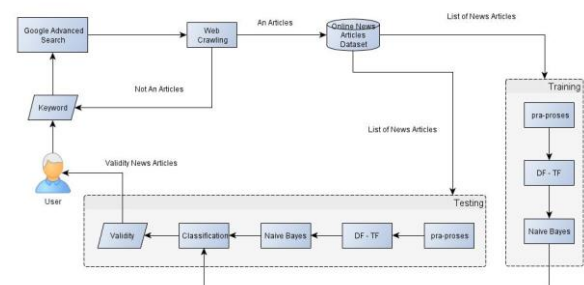 Google Advanced
Search
Web
Crawling
An Articles
Online News
Articles
Dataset
List of News Articles
Not An Articles
Keyword
Training
pra-proses
DF - TF
Naive Bayes
List of News Articles
Validity News Articles
User
Testing
Validity
Classification
Naive Bayes
DF - TF
pra-proses